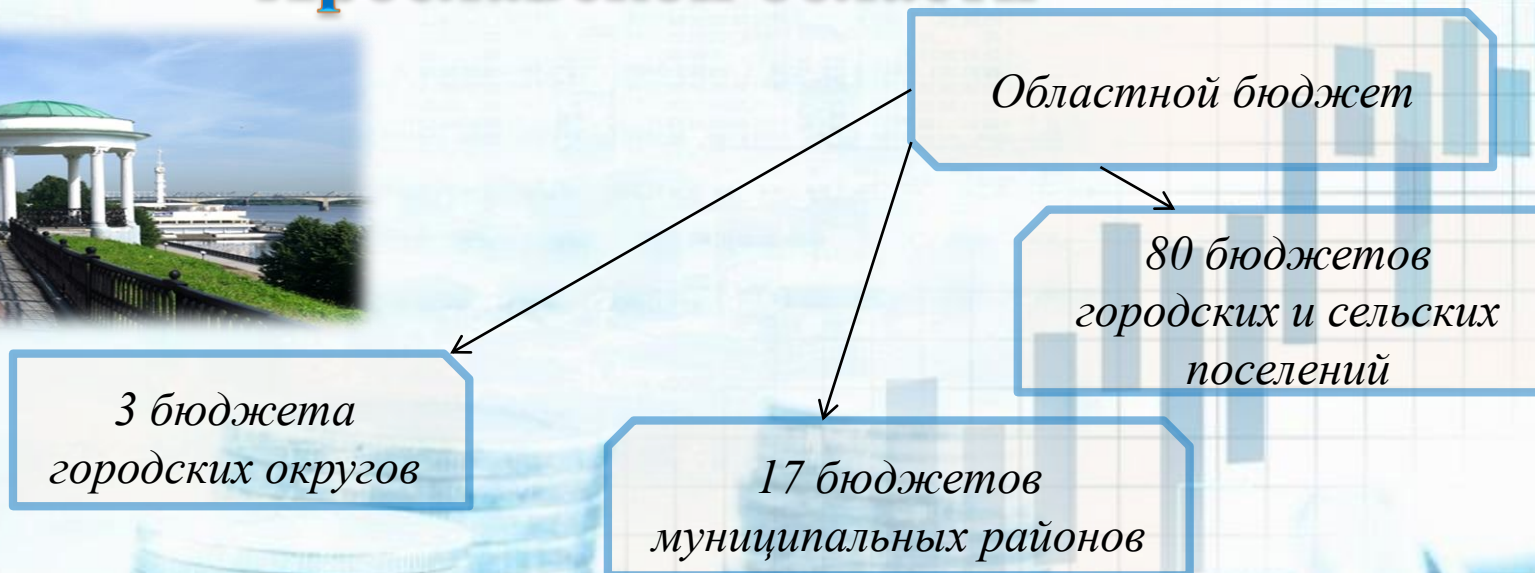 Областной бюджет
80 бюджетов
городских и сельских
поселений
3 бюджета
городских округов
17 бюджетов
муниципальных районов